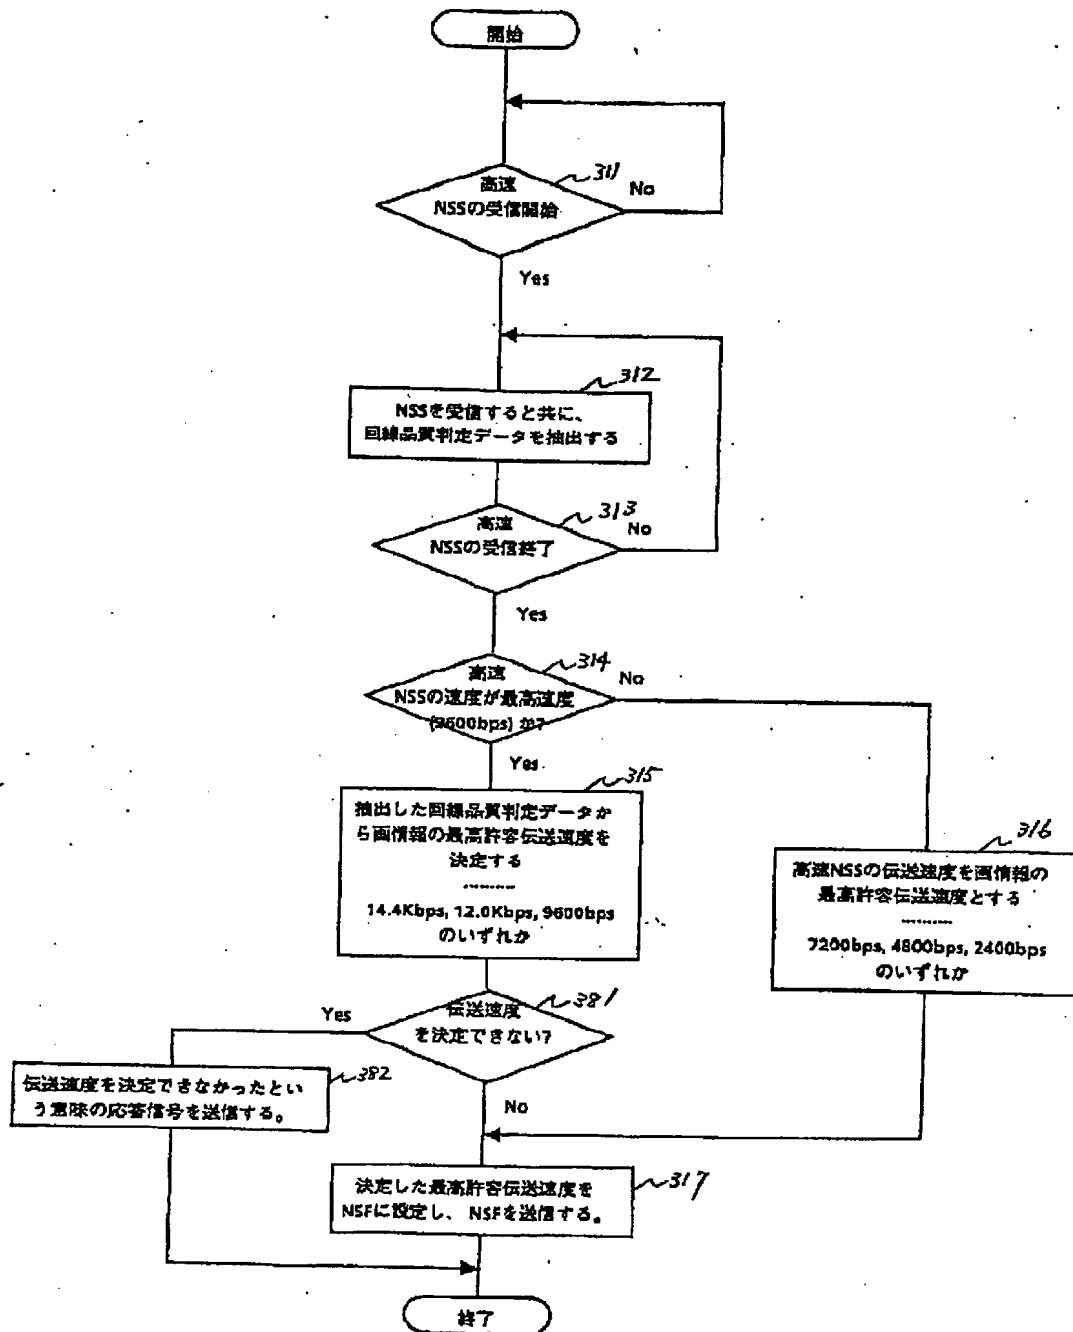 開始
311
高速
NSSの受信開始
No
Yes
312
NSSを受信すると共に、
回線品質判定データを抽出する
313
高速
NSSの受信終了
No
Yes
314
高速
NSSの速度が最高速度
(9600bps) か?
No
Yes
315
抽出した回線品質判定データか
ら画情報の最高許容伝送速度を
決定する
..........
14.4Kbps, 12.0Kbps, 9600bps
のいずれか
316
高速NSSの伝送速度を画情報の
最高許容伝送速度とする
..........
7200bps, 4800bps, 2400bps
のいずれか
381
伝送速度
を決定できない?
Yes
No
382
伝送速度を決定できなかったとい
う意味の応答信号を送信する。
317
決定した最高許容伝送速度を
NSFに設定し、NSFを送信する。
終了